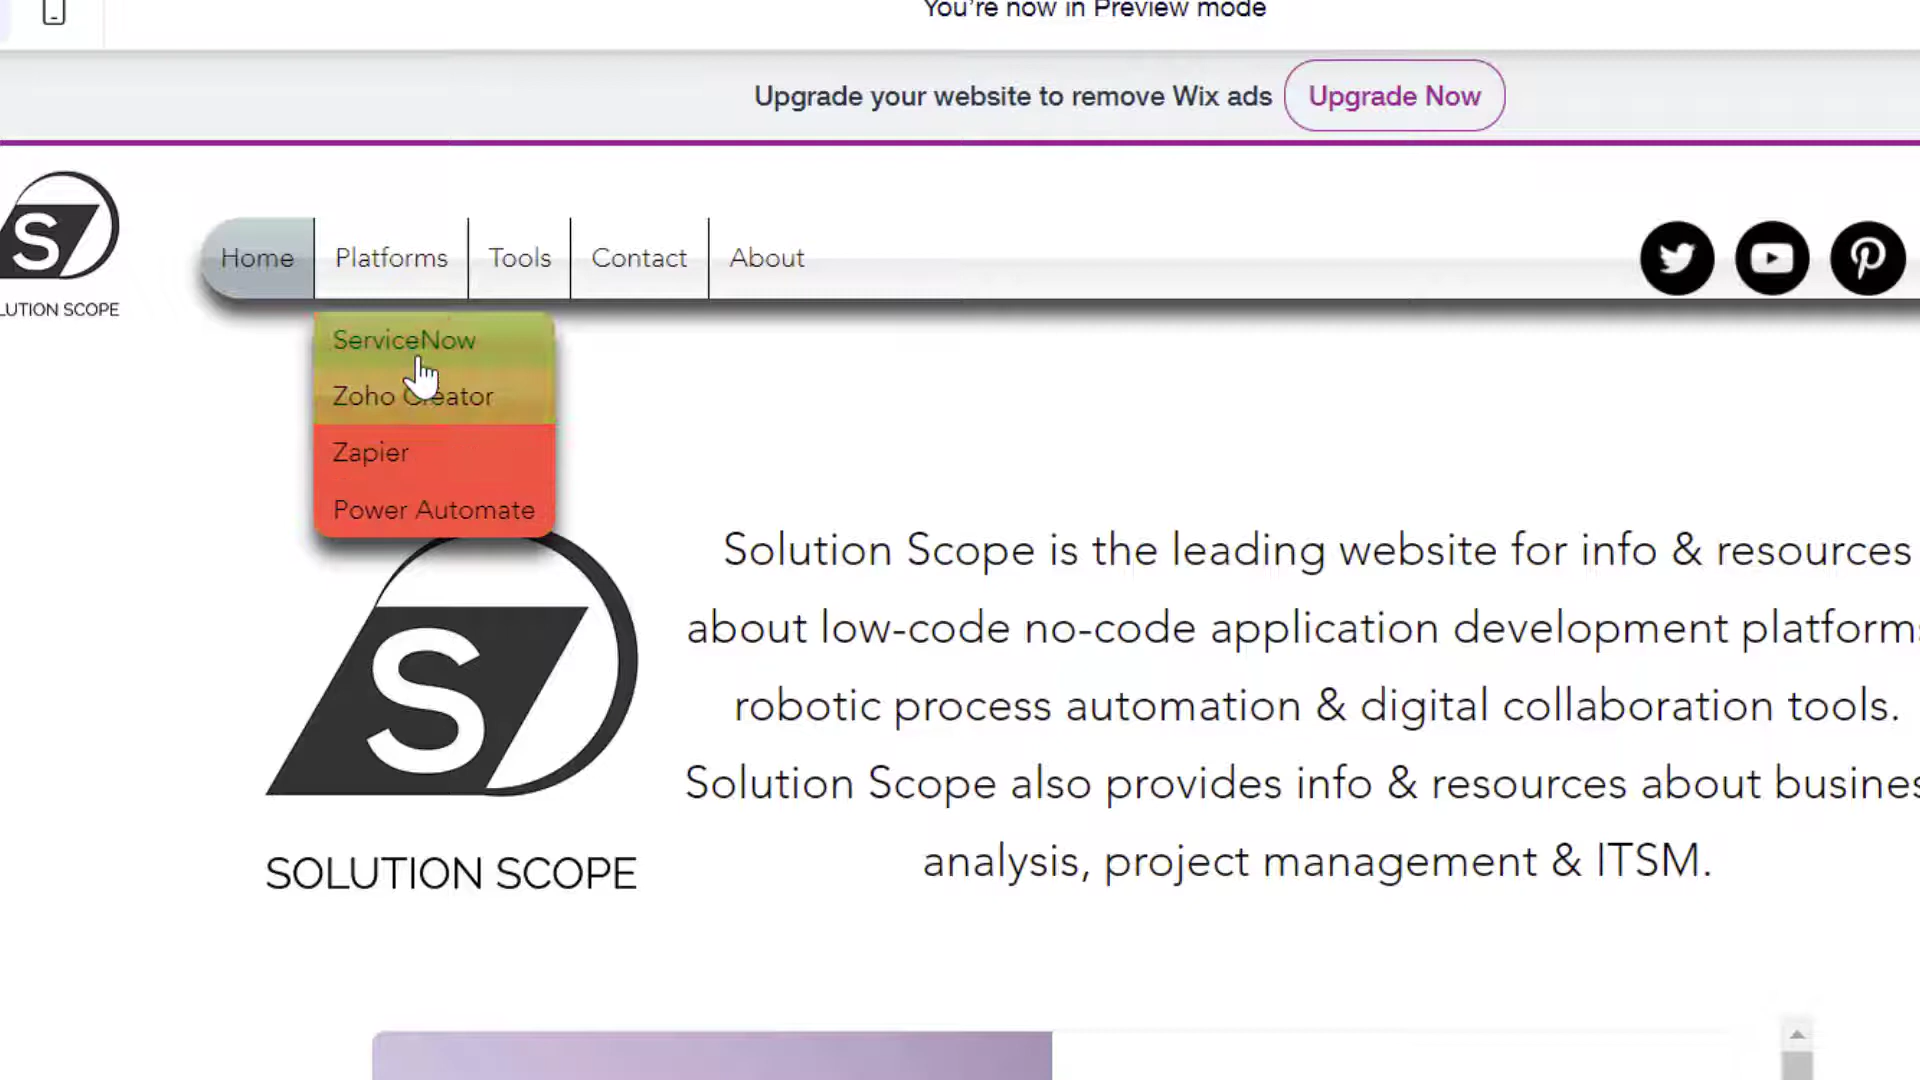 You're now in Preview mode
Upgrade your website to remove Wix ads Upgrade Now
S
LUTION SCOPE
Home Platforms Tools Contact About
ServiceNow
Zoho Creator
Zapier
Power Automate
S
SOLUTION SCOPE
Solution Scope is the leading website for info & resources
about low-code no-code application development platforms
robotic process automation & digital collaboration tools.
Solution Scope also provides info & resources about busines
analysis, project management & ITSM.